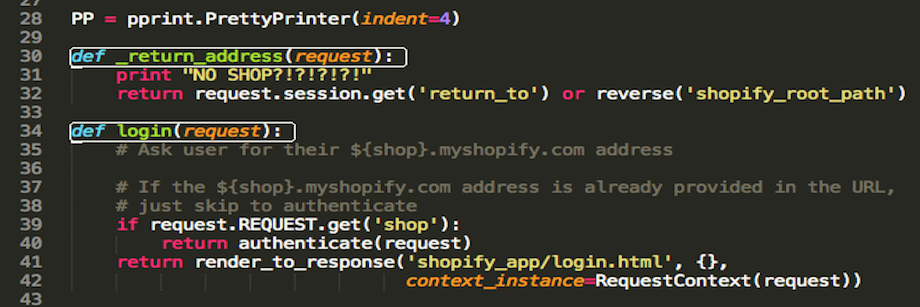 27
28 PP = pprint.PrettyPrinter(indent=4)
29
30 def _return_address(request):
31     print "NO SHOP?!?!?!?!"
32     return request.session.get('return_to') or reverse('shopify_root_path')
33
34 def login(request):
35     # Ask user for their ${shop}.myshopify.com address
36
37     # If the ${shop}.myshopify.com address is already provided in the URL,
38     # just skip to authenticate
39     if request.REQUEST.get('shop'):
40         return authenticate(request)
41     return render_to_response('shopify_app/login.html', {},
42                               context_instance=RequestContext(request))
43